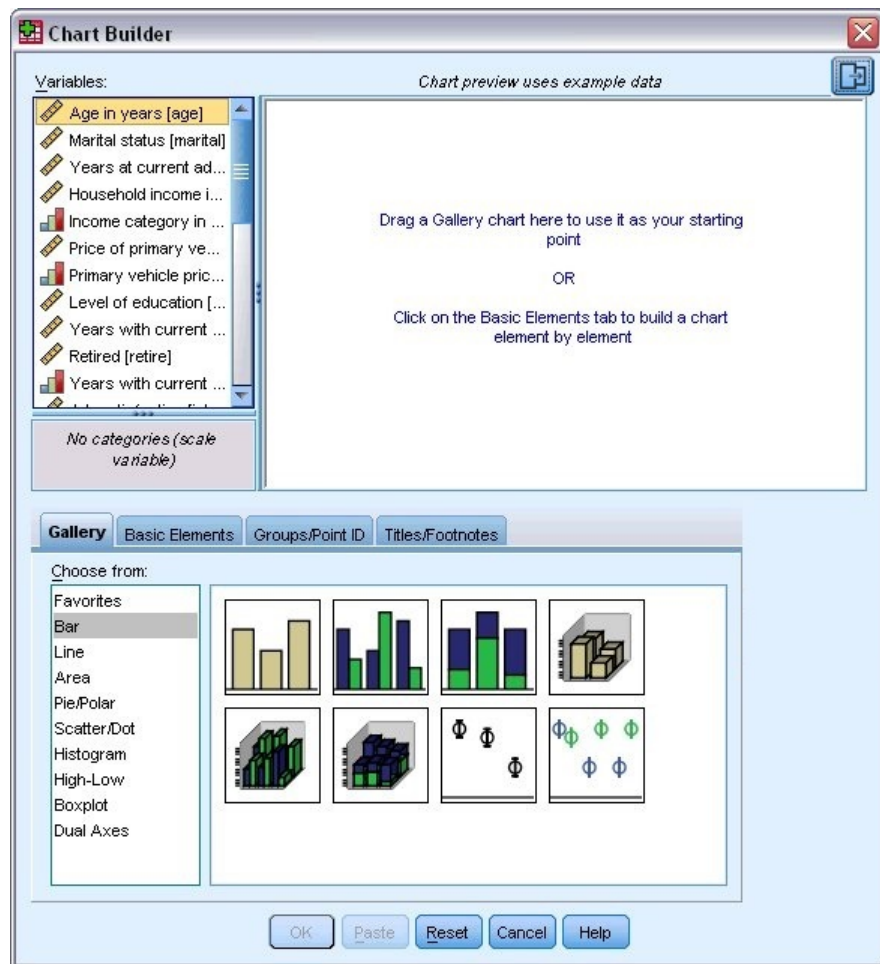 Chart Builder
Variables:
Chart preview uses example data
Age in years [age]
Marital status [marital]
Years at current ad...
Household income i...
Income category in ...
Price of primary ve...
Primary vehicle pric...
Level of education [...
Years with current ...
Retired [retire]
Years with current ...
No categories (scale
variable)
Drag a Gallery chart here to use it as your starting
point
OR
Click on the Basic Elements tab to build a chart
element by element
Gallery
Basic Elements
Groups/Point ID
Titles/Footnotes
Choose from:
Favorites
Bar
Line
Area
Pie/Polar
Scatter/Dot
Histogram
High-Low
Boxplot
Dual Axes
OK
Paste
Reset
Cancel
Help